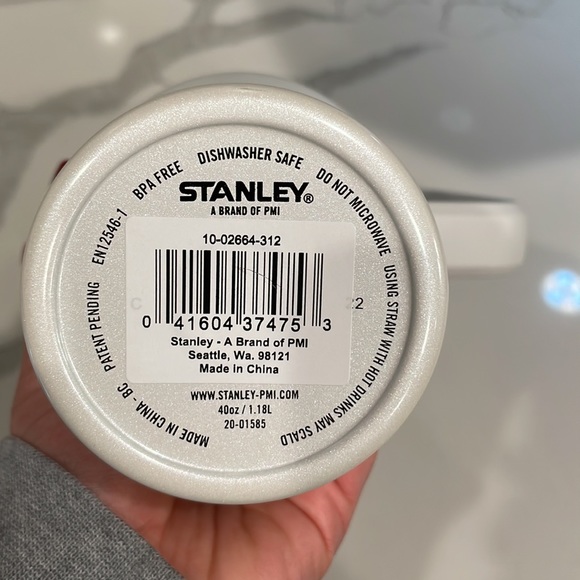 MADE IN CHINA - BC PATENT PENDING EN12546-1 BPA FREE DISHWASHER SAFE DO NOT MICROWAVE USING STRAW WITH HOT DRINKS MAY SCALD
STANLEY®
A BRAND OF PMI
10-02664-312
2
0 41604 37475 3
Stanley - A Brand of PMI
Seattle, Wa. 98121
Made in China
WWW.STANLEY-PMI.COM
40oz / 1.18L
20-01585